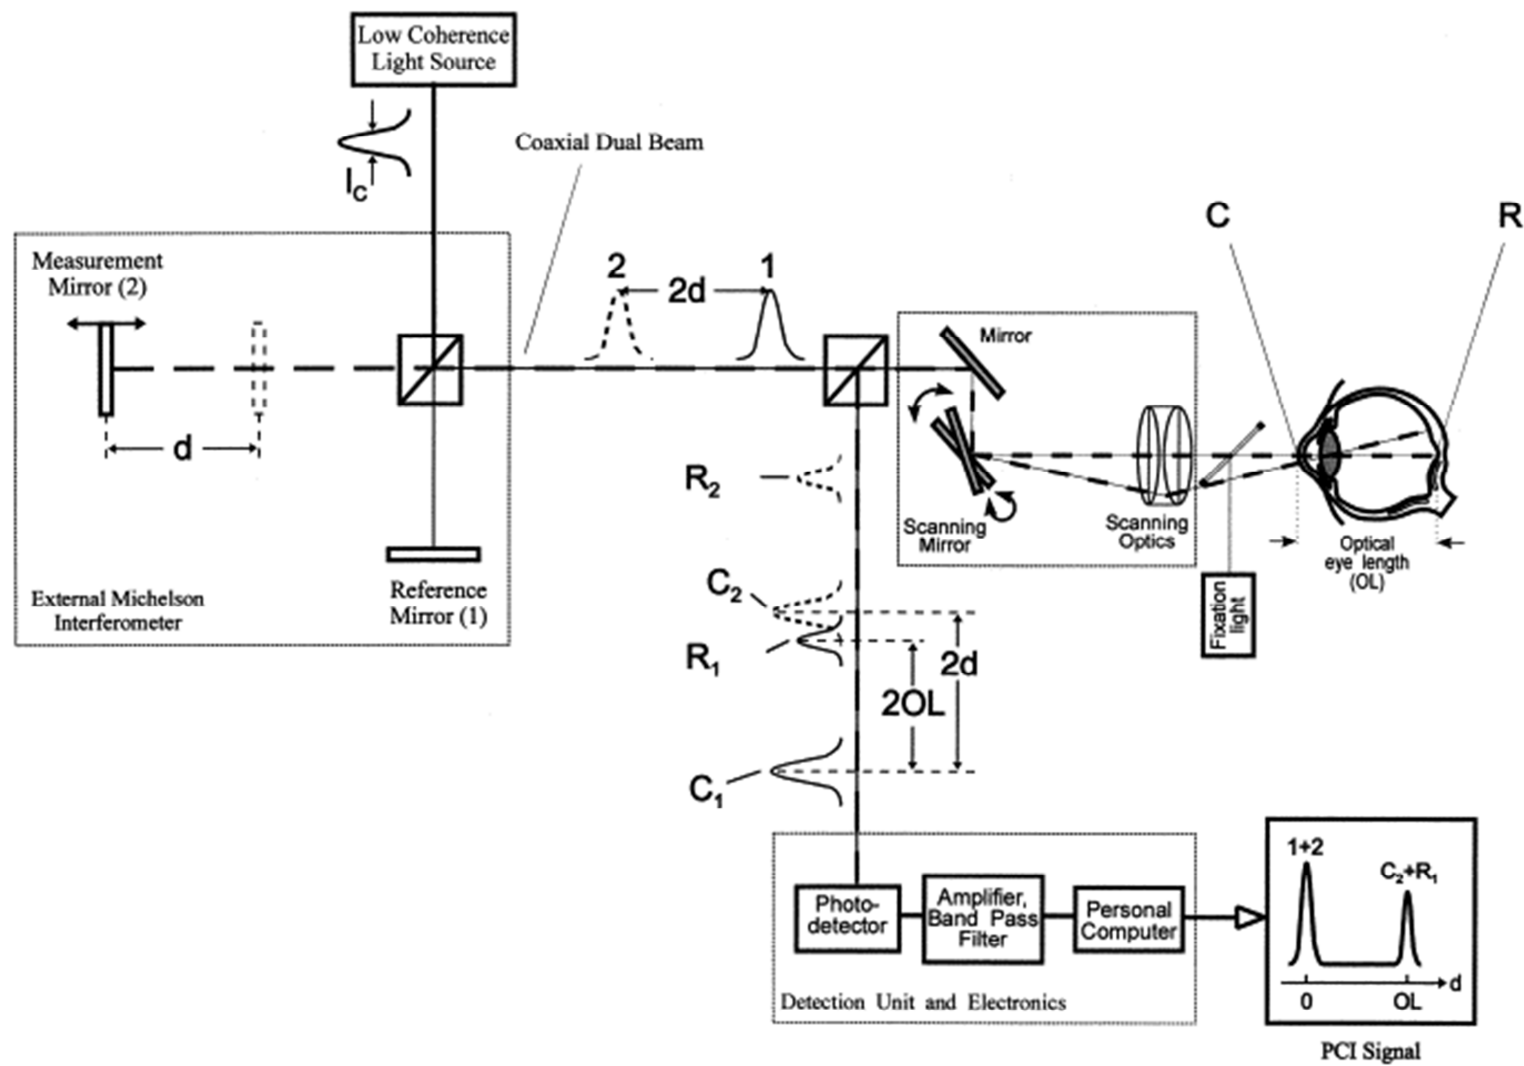 Low Coherence
Light Source
l_C
Coaxial Dual Beam
C
R
Measurement
Mirror (2)
2
2d
1
Mirror
d
R₂
Scanning
Mirror
Scanning
Optics
Optical
eye length
(OL)
C₂
Reference
Mirror (1)
External Michelson
Interferometer
Fixation
light
R₁
2d
2OL
C₁
Photo-
detector
Amplifier,
Band Pass
Filter
Personal
Computer
Detection Unit and Electronics
1+2
C₂+R₁
d
0
OL
PCI Signal